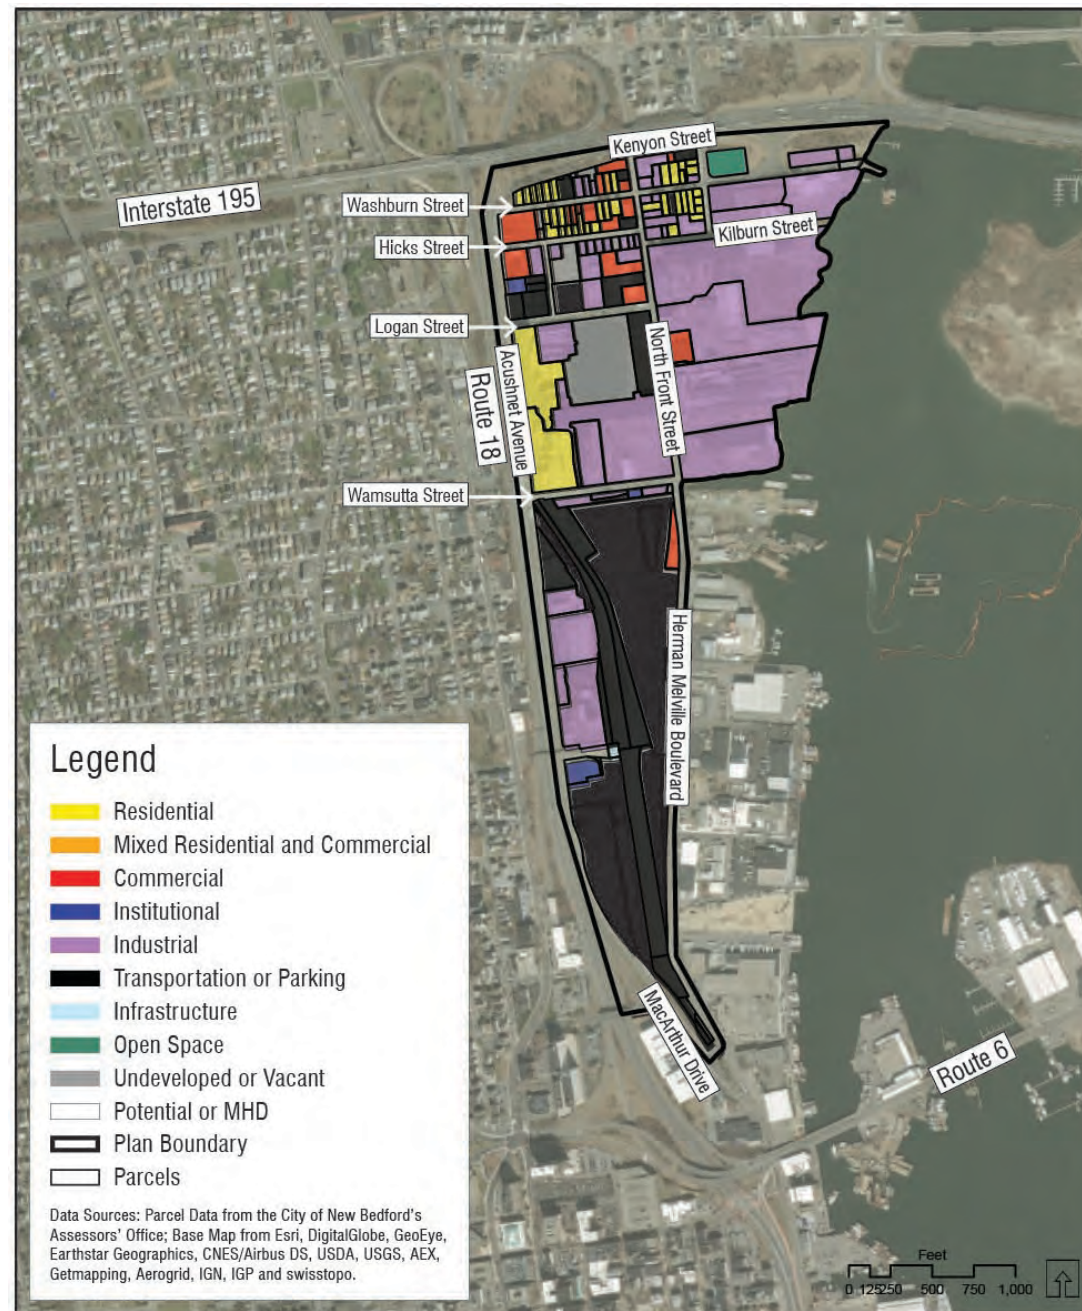 Kenyon Street
Interstate 195
Washburn Street
Hicks Street
Kilburn Street
Logan Street
North Front Street
Acushnet Avenue
Route 18
Wamsutta Street
Herman Melville Boulevard
MacArthur Drive
Route 6
Legend
Residential
Mixed Residential and Commercial
Commercial
Institutional
Industrial
Transportation or Parking
Infrastructure
Open Space
Undeveloped or Vacant
Potential or MHD
Plan Boundary
Parcels
Data Sources: Parcel Data from the City of New Bedford's
Assessors' Office; Base Map from Esri, DigitalGlobe, GeoEye,
Earthstar Geographics, CNES/Airbus DS, USDA, USGS, AEX,
Getmapping, Aerogrid, IGN, IGP and swisstopo.
Feet
0 125250 500 750 1,000